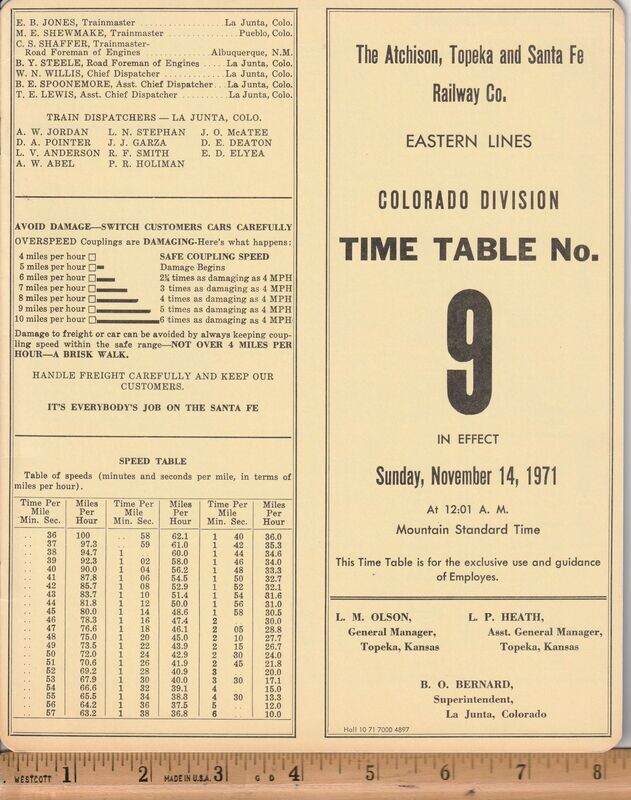 E. B. JONES, Trainmaster .................... La Junta, Colo.
M. E. SHEWMAKE, Trainmaster ................. Pueblo, Colo.
C. S. SHAFFER, Trainmaster-
Road Foreman of Engines ............... Albuquerque, N.M.
B. Y. STEELE, Road Foreman of Engines ..... La Junta, Colo.
W. N. WILLIS, Chief Dispatcher ............ La Junta, Colo.
B. E. SPOONEMORE, Asst. Chief Dispatcher... La Junta, Colo.
T. E. LEWIS, Asst. Chief Dispatcher ......... La Junta, Colo.
TRAIN DISPATCHERS — LA JUNTA, COLO.
A. W. JORDAN L. N. STEPHAN J. O. McATEE
D. A. POINTER J. J. GARZA D. E. DEATON
L. V. ANDERSON R. F. SMITH E. D. ELYEA
A. W. ABEL P. R. HOLIMAN
AVOID DAMAGE—SWITCH CUSTOMERS CARS CAREFULLY
OVERSPEED Couplings are DAMAGING-Here's what happens:
4 miles per hour SAFE COUPLING SPEED
5 miles per hour Damage Begins
6 miles per hour 2¼ times as damaging as 4 MPH
7 miles per hour 3 times as damaging as 4 MPH
8 miles per hour 4 times as damaging as 4 MPH
9 miles per hour 5 times as damaging as 4 MPH
10 miles per hour 6 times as damaging as 4 MPH
Damage to freight or car can be avoided by always keeping coup-
ling speed within the safe range—NOT OVER 4 MILES PER
HOUR—A BRISK WALK.
HANDLE FREIGHT CAREFULLY AND KEEP OUR
CUSTOMERS.
IT'S EVERYBODY'S JOB ON THE SANTA FE
SPEED TABLE
Table of speeds (minutes and seconds per mile, in terms of
miles per hour).
Time Per Miles Time Per Miles Time Per Miles
Mile Per Mile Per Mile Per
Min. Sec. Hour Min. Sec. Hour Min. Sec. Hour
.. 36 100 .. 58 62.1 1 40 36.0
.. 37 97.3 .. 59 61.0 1 42 35.3
.. 38 94.7 1 .. 60.0 1 44 34.6
.. 39 92.3 1 02 58.0 1 46 34.0
.. 40 90.0 1 04 56.2 1 48 33.3
.. 41 87.8 1 06 54.5 1 50 32.7
.. 42 85.7 1 08 52.9 1 52 32.1
.. 43 83.7 1 10 51.4 1 54 31.6
.. 44 81.8 1 12 50.0 1 56 31.0
.. 45 80.0 1 14 48.6 1 58 30.5
.. 46 78.3 1 16 47.4 2 .. 30.0
.. 47 76.6 1 18 46.1 2 05 28.8
.. 48 75.0 1 20 45.0 2 10 27.7
.. 49 73.5 1 22 43.9 2 15 26.7
.. 50 72.0 1 24 42.9 2 30 24.0
.. 51 70.6 1 26 41.9 2 45 21.8
.. 52 69.2 1 28 40.9 3 .. 20.0
.. 53 67.9 1 30 40.0 3 30 17.1
.. 54 66.6 1 32 39.1 4 .. 15.0
.. 55 65.5 1 34 38.3 4 30 13.3
.. 56 64.2 1 36 37.5 5 .. 12.0
.. 57 63.2 1 38 36.8 6 .. 10.0
The Atchison, Topeka and Santa Fe
Railway Co.
EASTERN LINES
COLORADO DIVISION
TIME TABLE No.
9
IN EFFECT
Sunday, November 14, 1971
At 12:01 A. M.
Mountain Standard Time
This Time Table is for the exclusive use and guidance
of Employes.
L. M. OLSON, L. P. HEATH,
General Manager, Asst. General Manager,
Topeka, Kansas Topeka, Kansas
B. O. BERNARD,
Superintendent,
La Junta, Colorado
Hall 10 71 7000 4897
WESTCOTT 1 2 MADE IN U.S.A. 3 G D 4 5 6 7 8